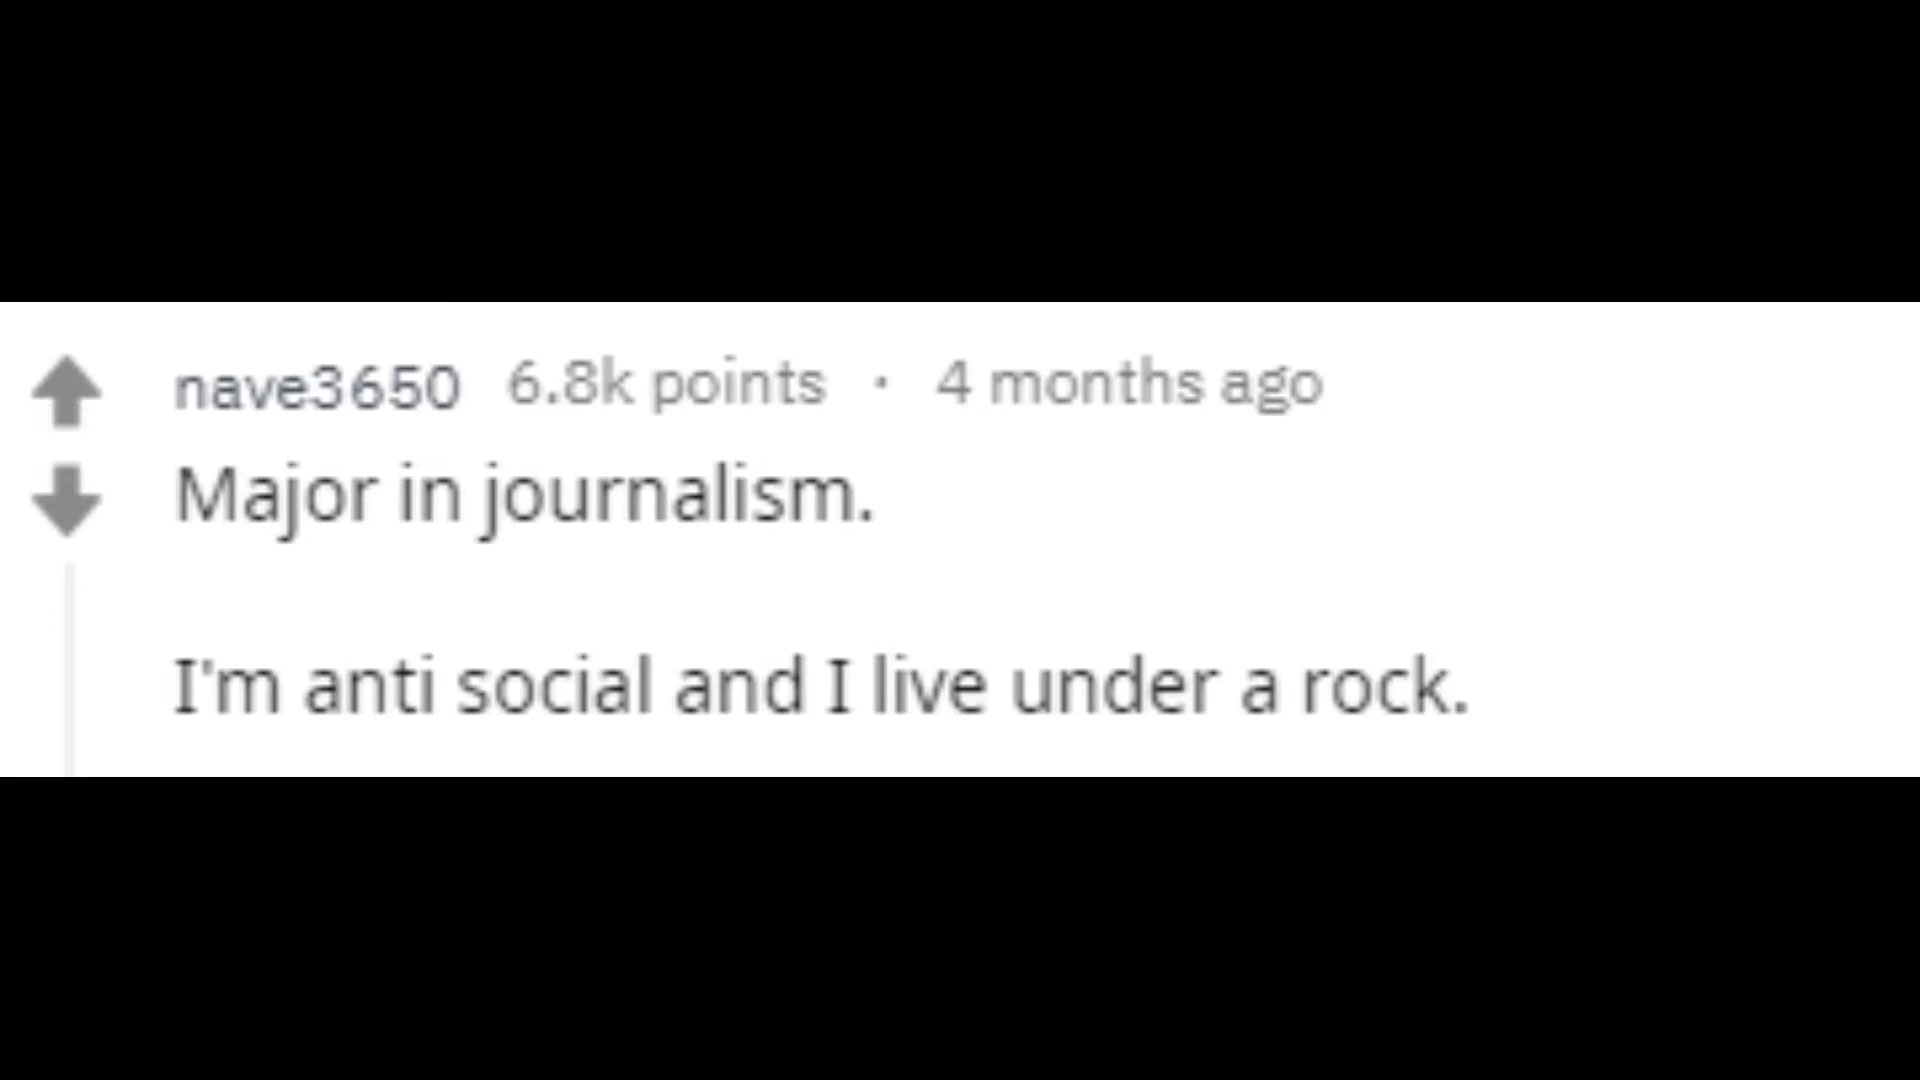 nave3650 6.8k points · 4 months ago
Major in journalism.
I'm anti social and I live under a rock.